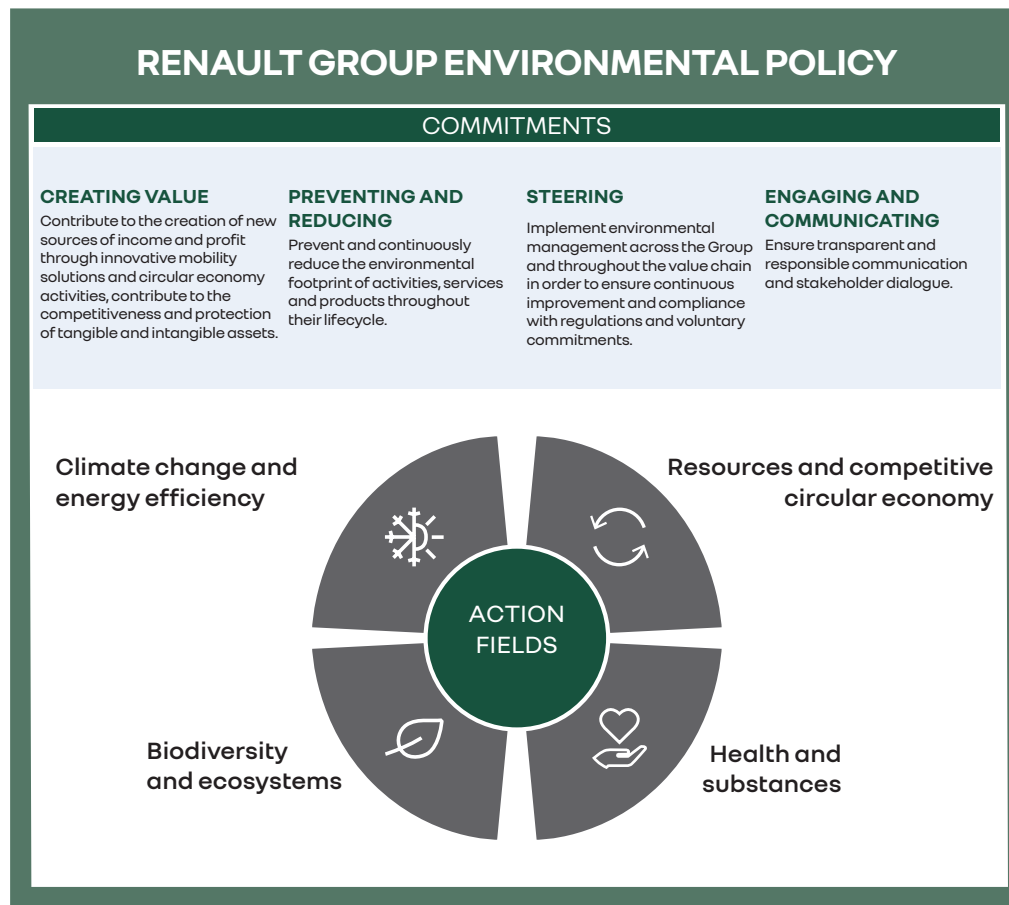 RENAULT GROUP ENVIRONMENTAL POLICY
COMMITMENTS
CREATING VALUE
Contribute to the creation of new
sources of income and profit
through innovative mobility
solutions and circular economy
activities, contribute to the
competitiveness and protection
of tangible and intangible assets.
PREVENTING AND
REDUCING
Prevent and continuously
reduce the environmental
footprint of activities, services
and products throughout
their lifecycle.
STEERING
Implement environmental
management across the Group
and throughout the value chain
in order to ensure continuous
improvement and compliance
with regulations and voluntary
commitments.
ENGAGING AND
COMMUNICATING
Ensure transparent and
responsible communication
and stakeholder dialogue.
Climate change and
energy efficiency
Resources and competitive
circular economy
ACTION
FIELDS
Biodiversity
and ecosystems
Health and
substances